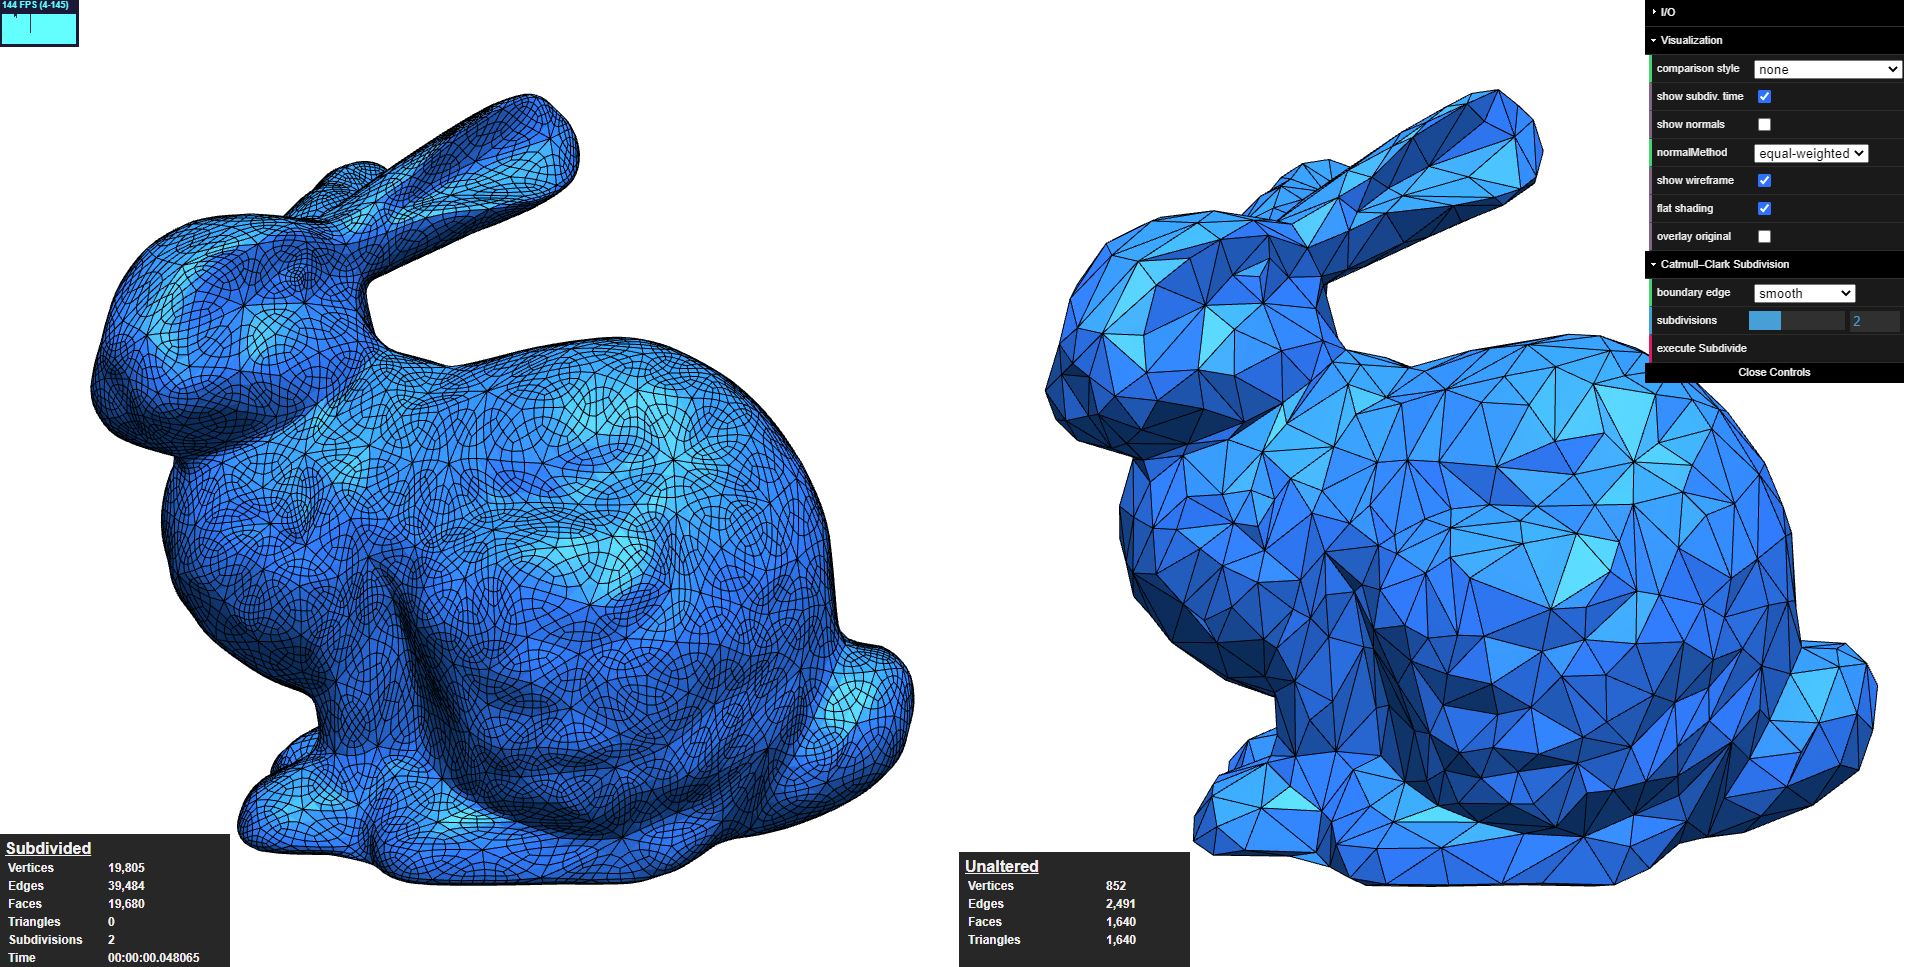 144 FPS (4-145)
I/O
Visualization
comparison style none
show subdiv. time
show normals
normalMethod equal-weighted
show wireframe
flat shading
overlay original
Catmull–Clark Subdivision
boundary edge smooth
subdivisions 2
execute Subdivide
Close Controls
Subdivided
Vertices 19,805
Edges 39,484
Faces 19,680
Triangles 0
Subdivisions 2
Time 00:00:00.048065
Unaltered
Vertices 852
Edges 2,491
Faces 1,640
Triangles 1,640